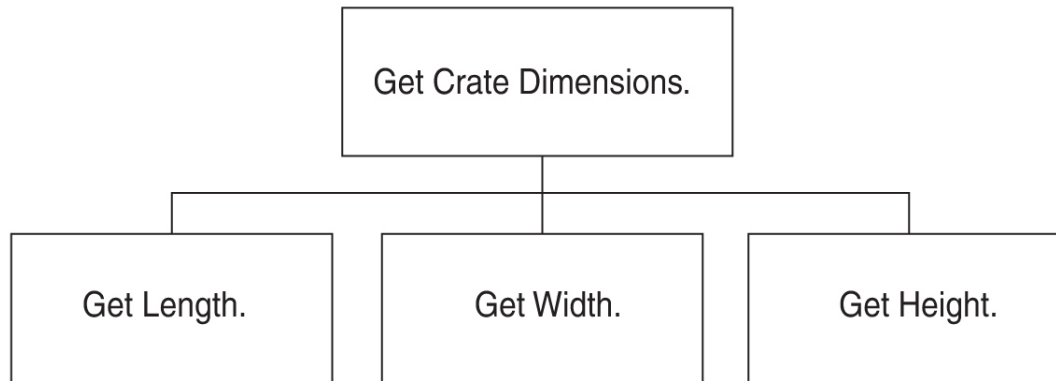 Get Crate Dimensions.
Get Length.
Get Width.
Get Height.